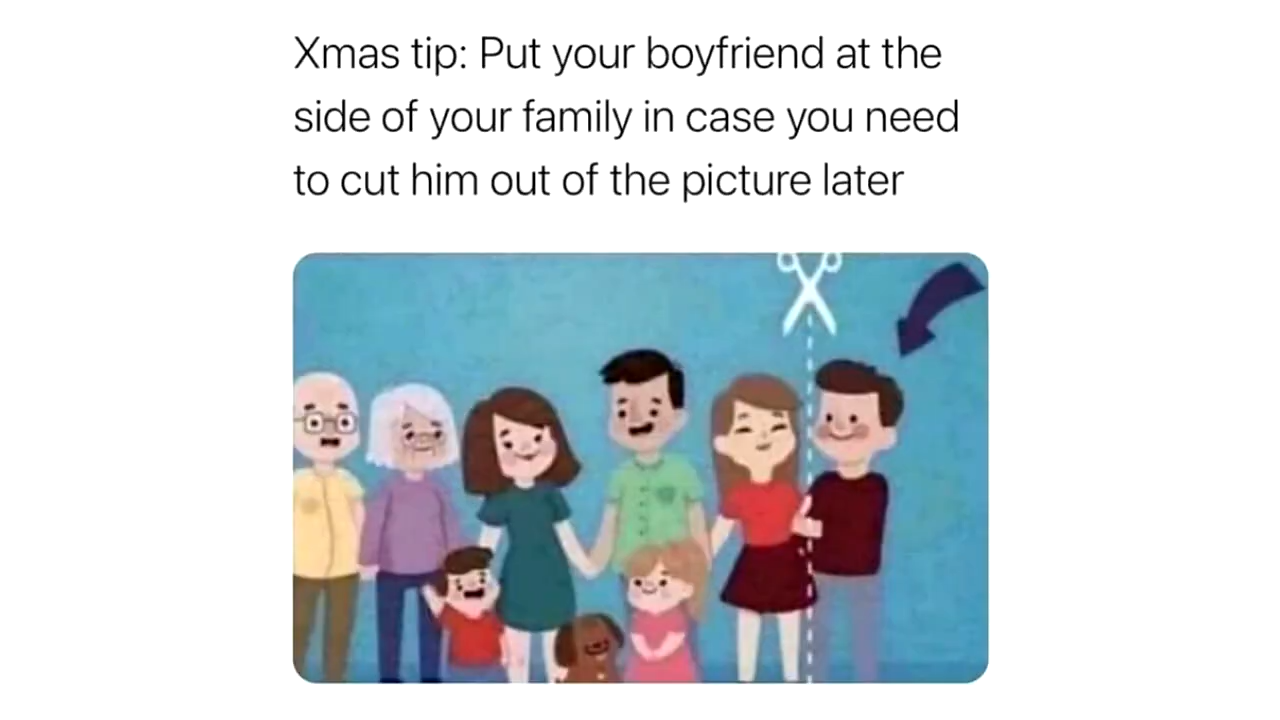 Xmas tip: Put your boyfriend at the
side of your family in case you need
to cut him out of the picture later